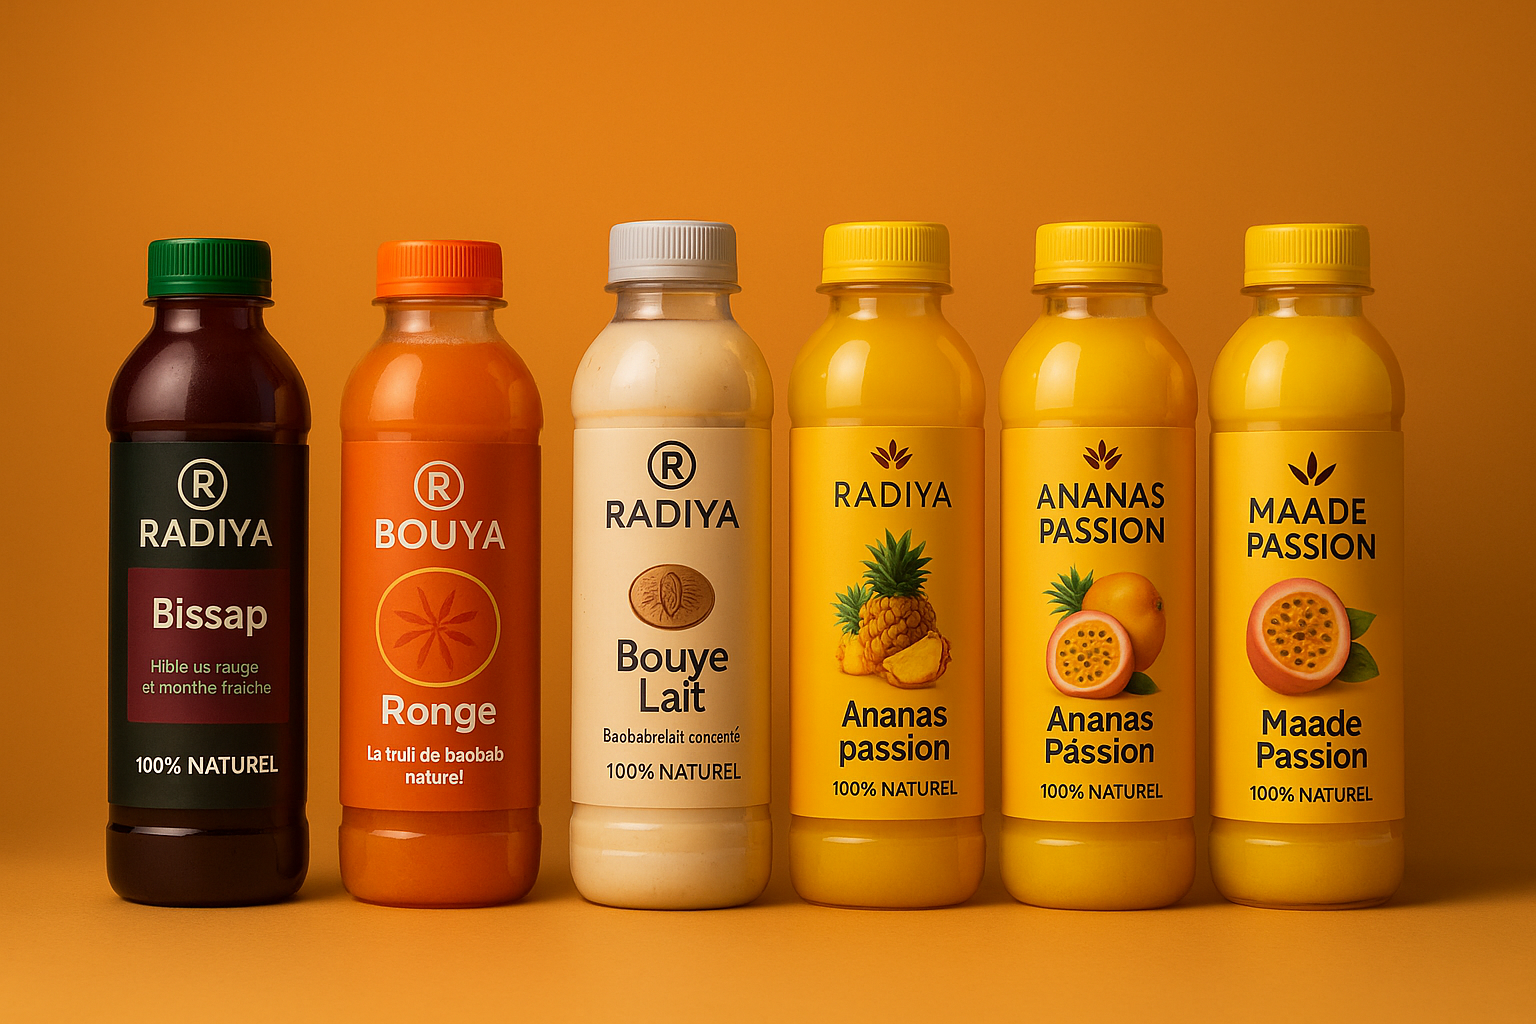 R
RADIYA
Bissap
Hible us rauge
et monthe fraiche
100% NATUREL
R
BOUYA
Ronge
La truli de baobab
nature!
R
RADIYA
Bouye
Lait
Baobabrelait concenté
100% NATUREL
RADIYA
Ananas
passion
100% NATUREL
ANANAS
PASSION
Ananas
Pássion
100% NATUREL
MAADE
PASSION
Maade
Passion
100% NATUREL